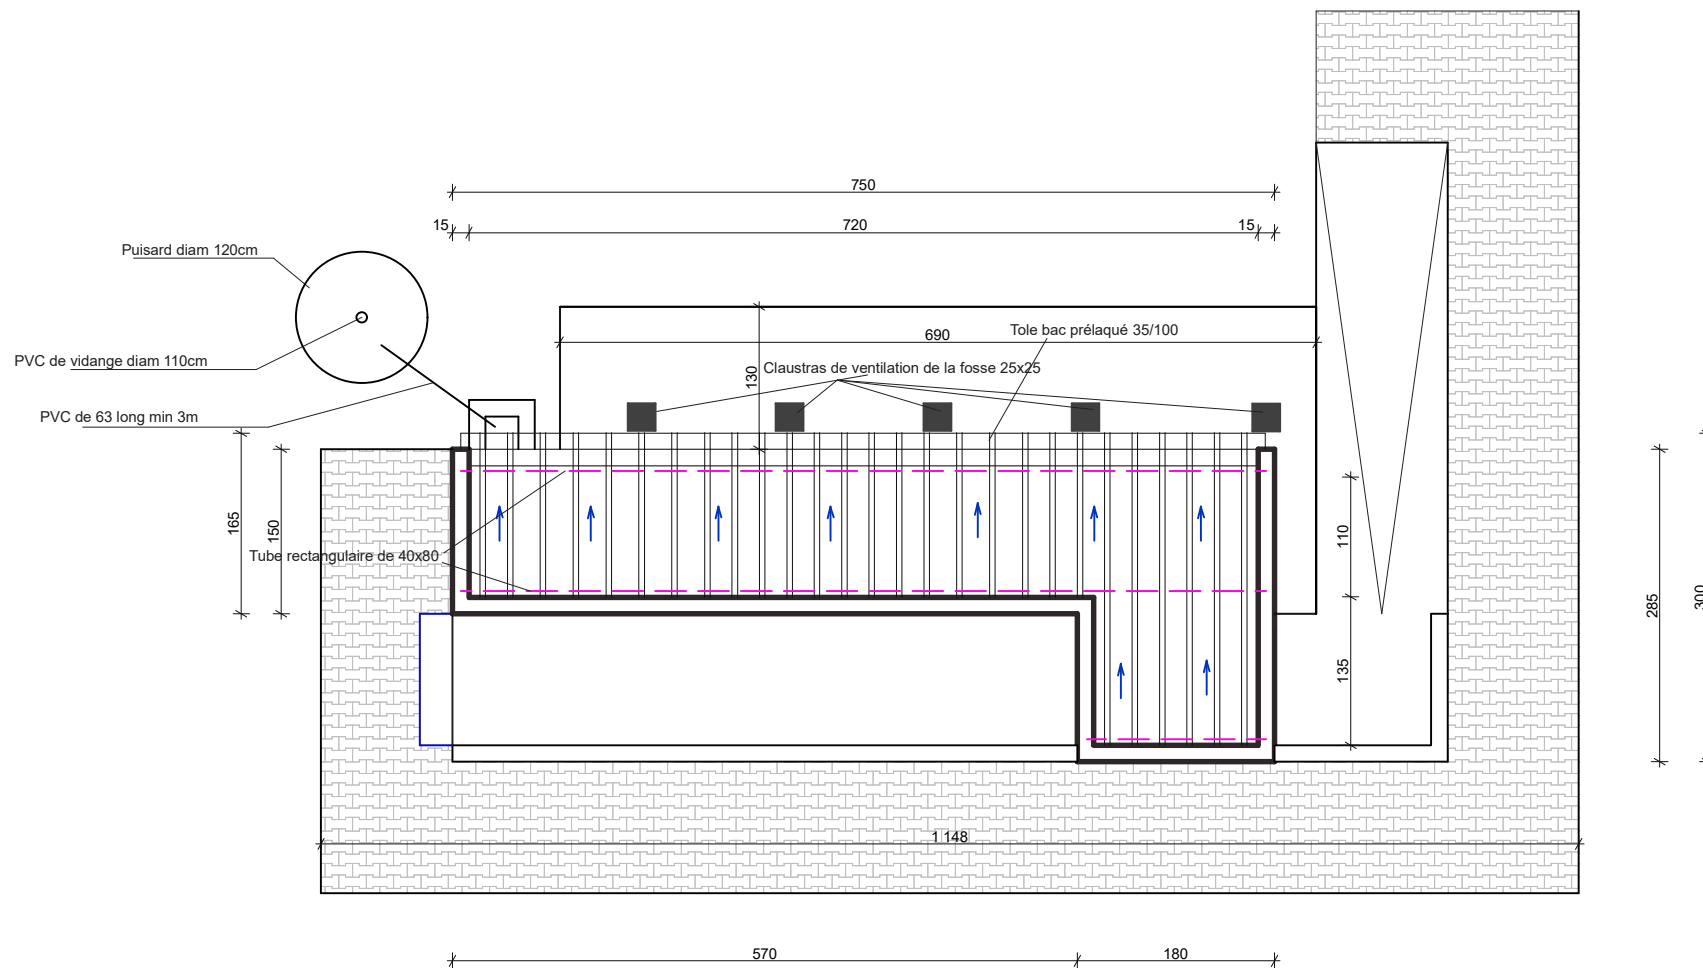 750
15
720
15
Puisard diam 120cm
PVC de vidange diam 110cm
PVC de 63 long min 3m
690
Tole bac prélaqué 35/100
130
Claustras de ventilation de la fosse 25x25
165
150
Tube rectangulaire de 40x80
110
135
285
300
1 148
570
180